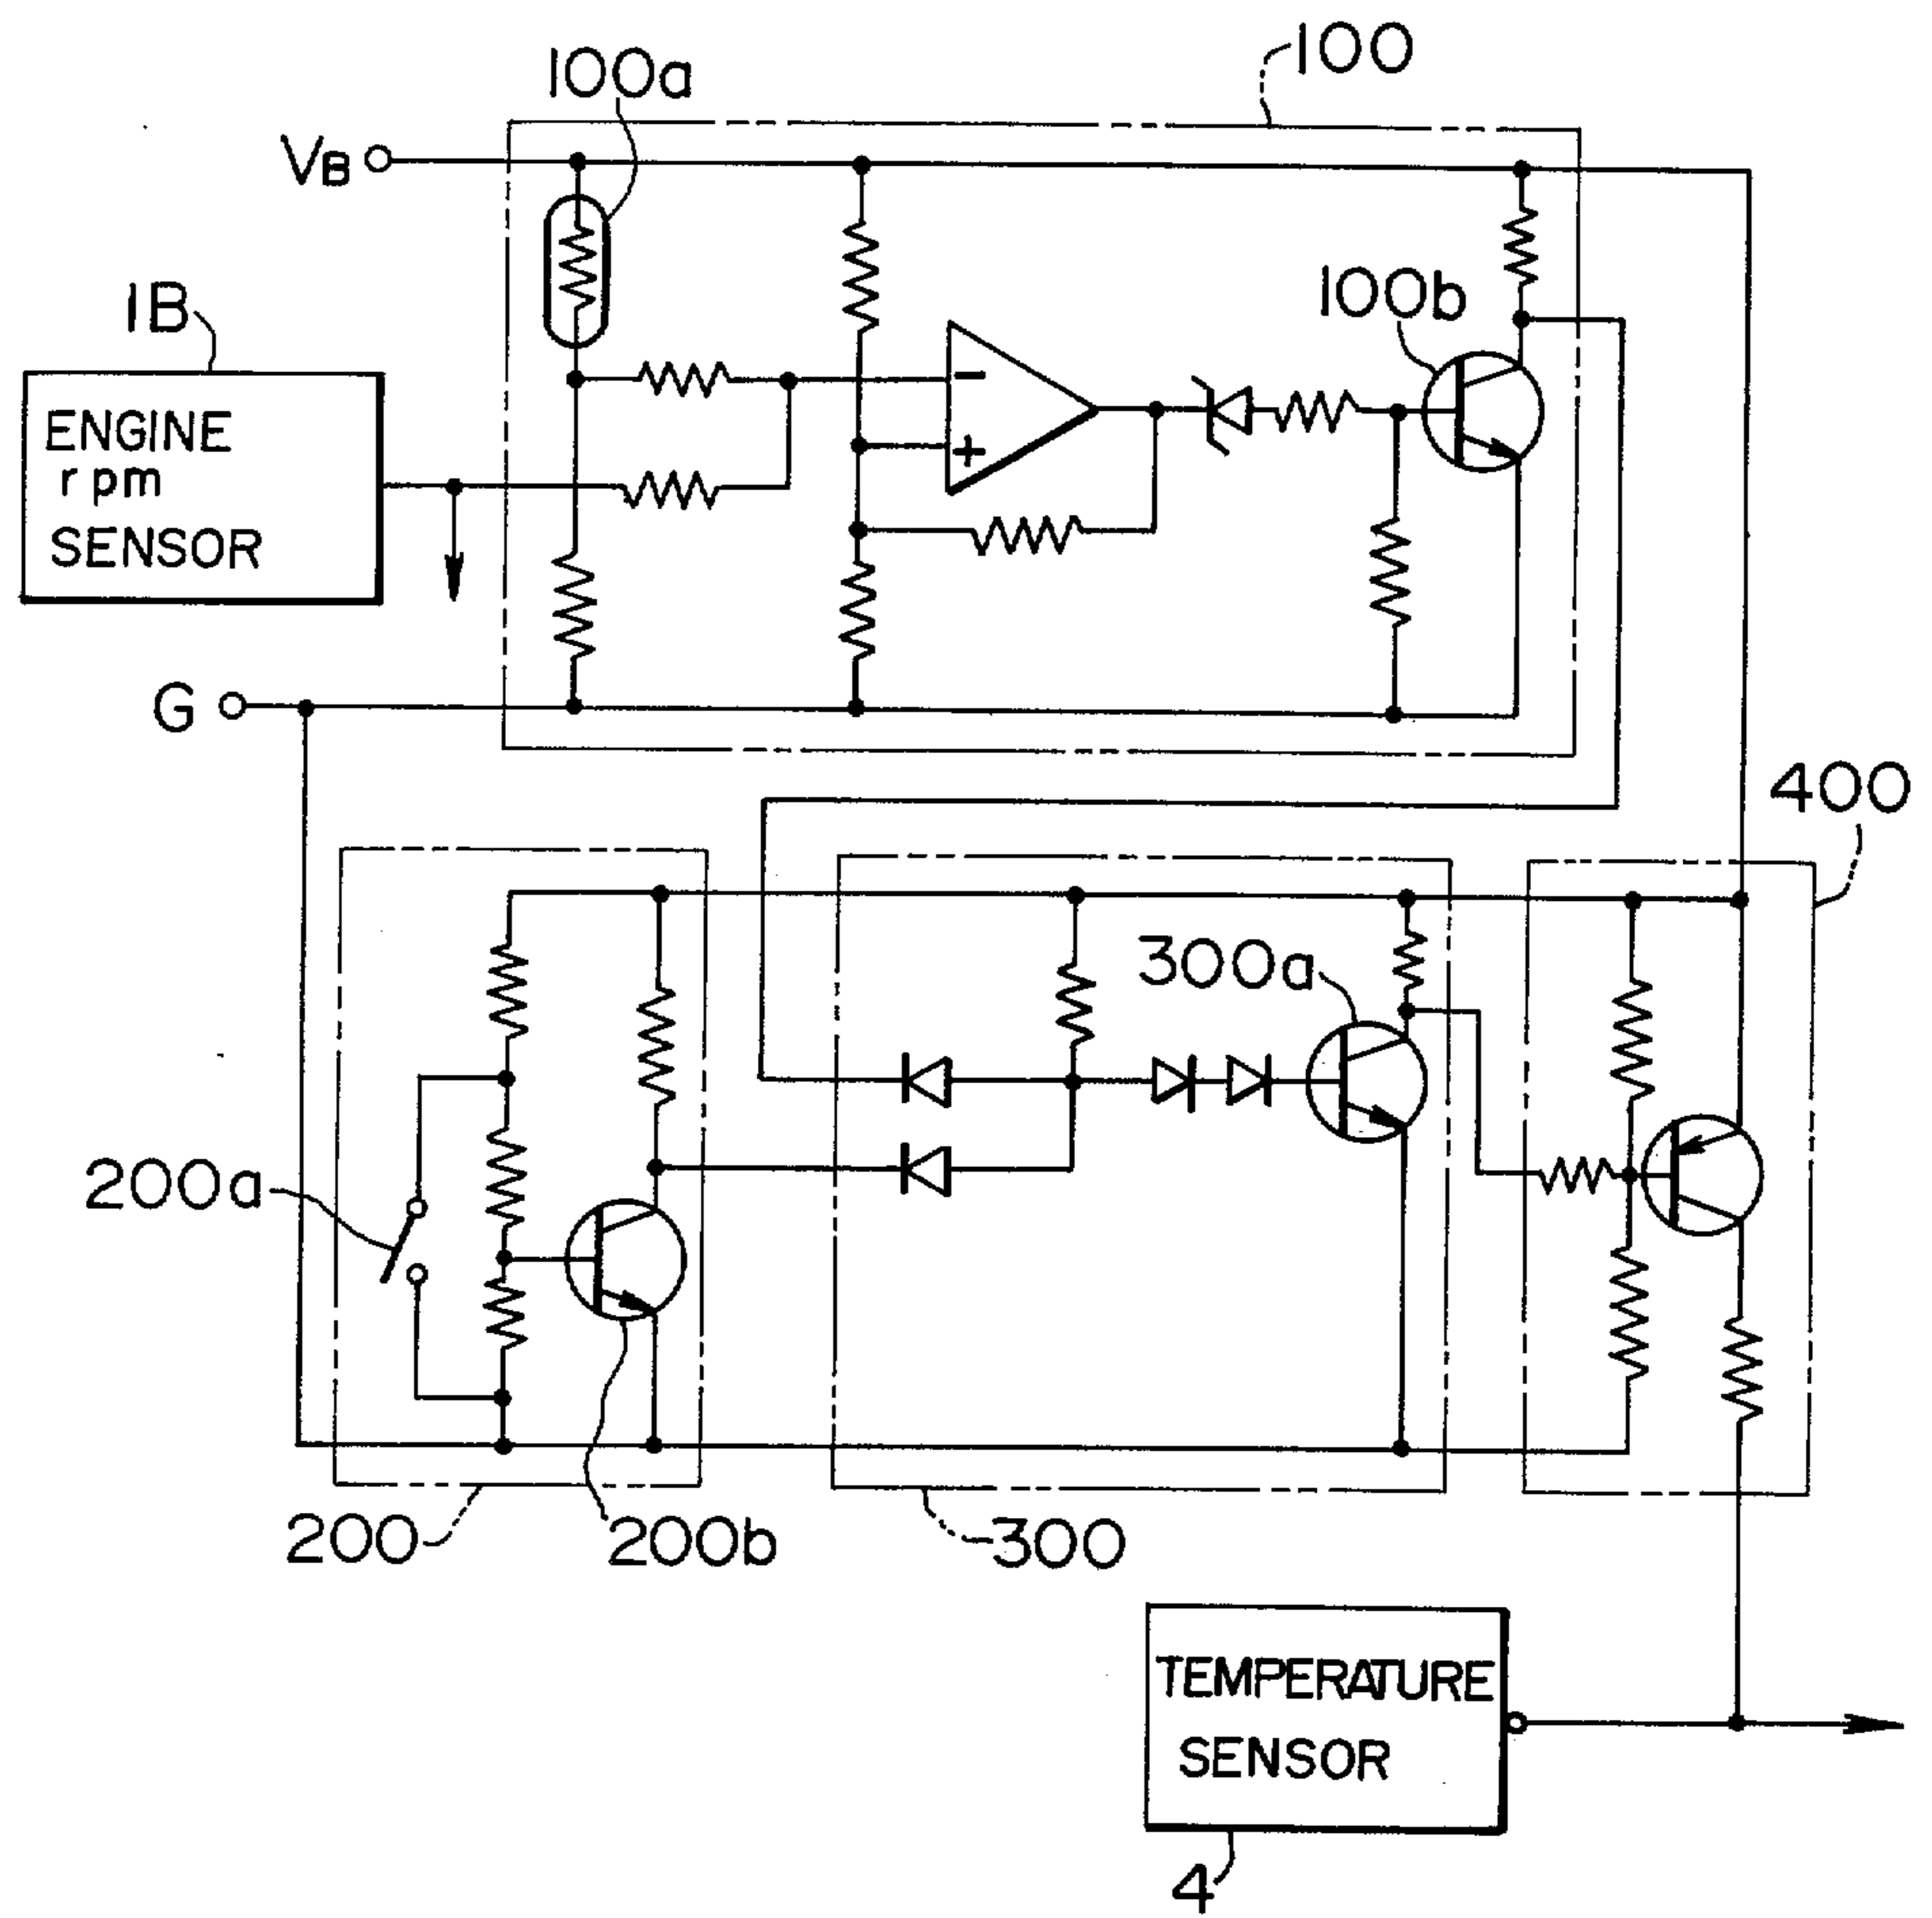 100
100a
VB
1B
100b
ENGINE
rpm
SENSOR
-
+
G
400
300a
200a
200
200b
300
TEMPERATURE
SENSOR
4